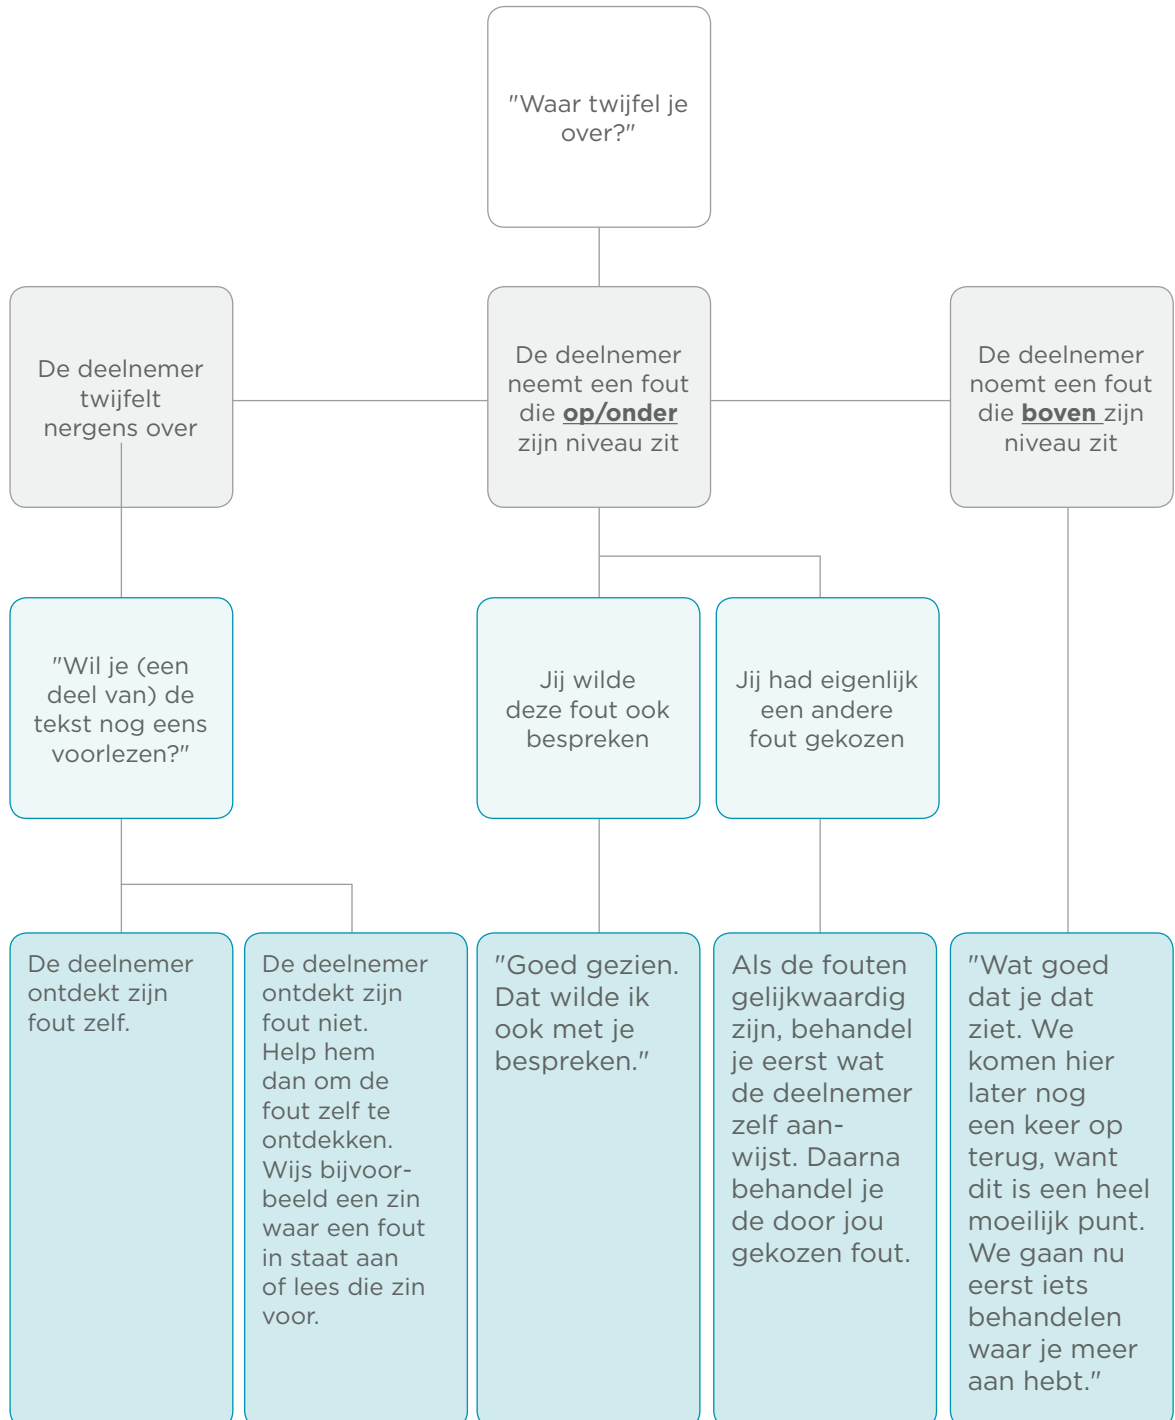 "Waar twijfel je
over?"
De deelnemer
twijfelt
nergens over
De deelnemer
neemt een fout
die op/onder
zijn niveau zit
De deelnemer
noemt een fout
die boven zijn
niveau zit
"Wil je (een
deel van) de
tekst nog eens
voorlezen?"
Jij wilde
deze fout ook
bespreken
Jij had eigenlijk
een andere
fout gekozen
De deelnemer
ontdekt zijn
fout zelf.
De deelnemer
ontdekt zijn
fout niet.
Help hem
dan om de
fout zelf te
ontdekken.
Wijs bijvoor-
beeld een zin
waar een fout
in staat aan
of lees die zin
voor.
"Goed gezien.
Dat wilde ik
ook met je
bespreken."
Als de fouten
gelijkwaardig
zijn, behandel
je eerst wat
de deelnemer
zelf aan-
wijst. Daarna
behandel je
de door jou
gekozen fout.
"Wat goed
dat je dat
ziet. We
komen hier
later nog
een keer op
terug, want
dit is een heel
moeilijk punt.
We gaan nu
eerst iets
behandelen
waar je meer
aan hebt."